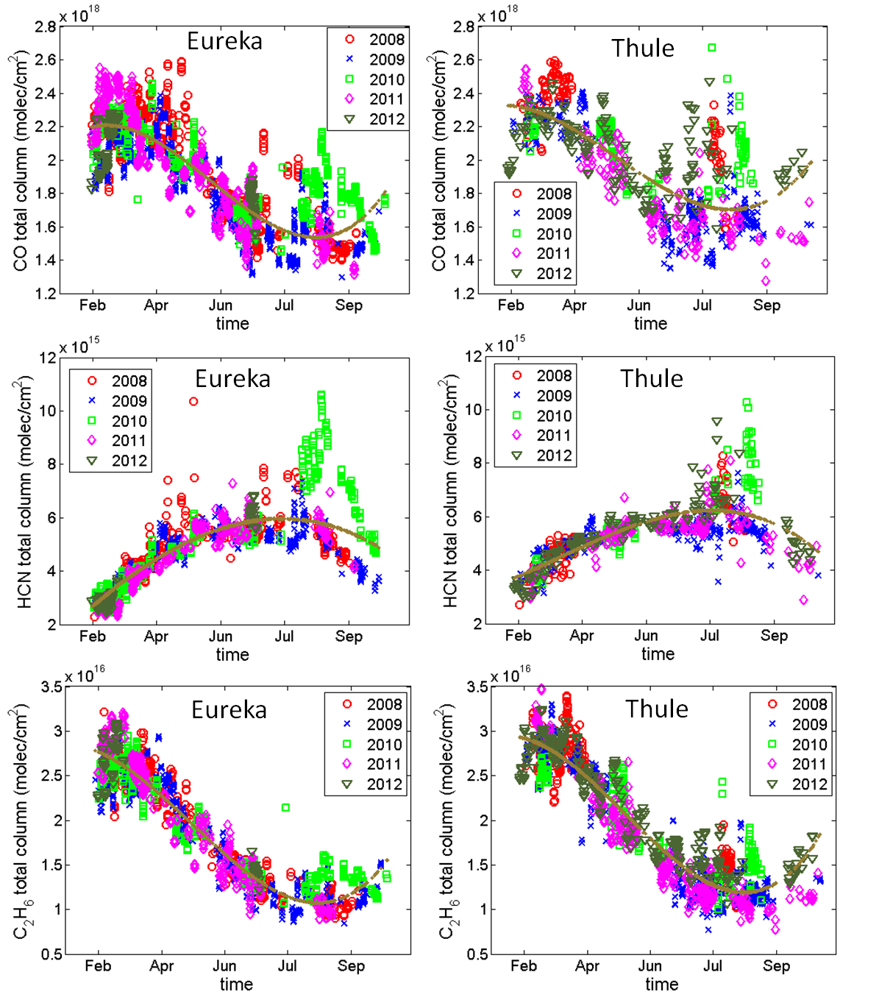 x 10^18
x 10^18
Eureka
Thule
CO total column (molec/cm^2)
2.8
2.6
2.4
2.2
2
1.8
1.6
1.4
1.2
2008
2009
2010
2011
2012
Feb Apr Jun Jul Sep
time
CO total column (molec/cm^2)
2.8
2.6
2.4
2.2
2
1.8
1.6
1.4
1.2
2008
2009
2010
2011
2012
Feb Apr Jun Jul Sep
time
x 10^15
x 10^15
Eureka
Thule
HCN total column (molec/cm^2)
12
10
8
6
4
2
2008
2009
2010
2011
2012
Feb Apr Jun Jul Sep
time
HCN total column (molec/cm^2)
12
10
8
6
4
2
2008
2009
2010
2011
2012
Feb Apr Jun Jul Sep
time
x 10^16
x 10^16
Eureka
Thule
C_2H_6 total column (molec/cm^2)
3.5
3
2.5
2
1.5
1
0.5
2008
2009
2010
2011
2012
Feb Apr Jun Jul Sep
time
C_2H_6 total column (molec/cm^2)
3.5
3
2.5
2
1.5
1
0.5
2008
2009
2010
2011
2012
Feb Apr Jun Jul Sep
time